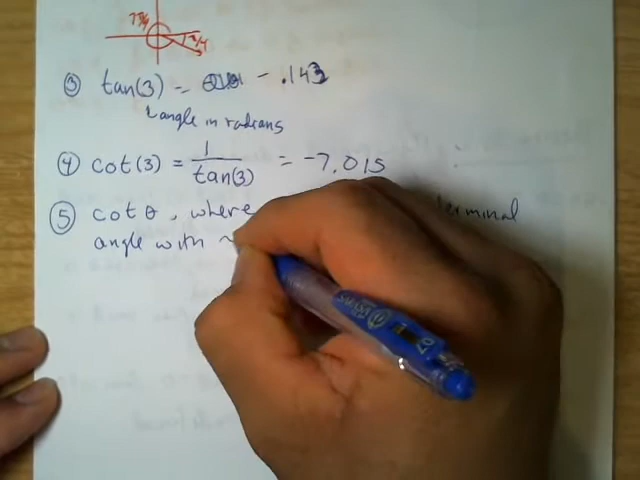 7π/4
π/4
③ tan(3) = - .143
angle in radians
④ cot(3) = 1/tan(3) = -7.015
⑤ cot θ, where terminal
angle with